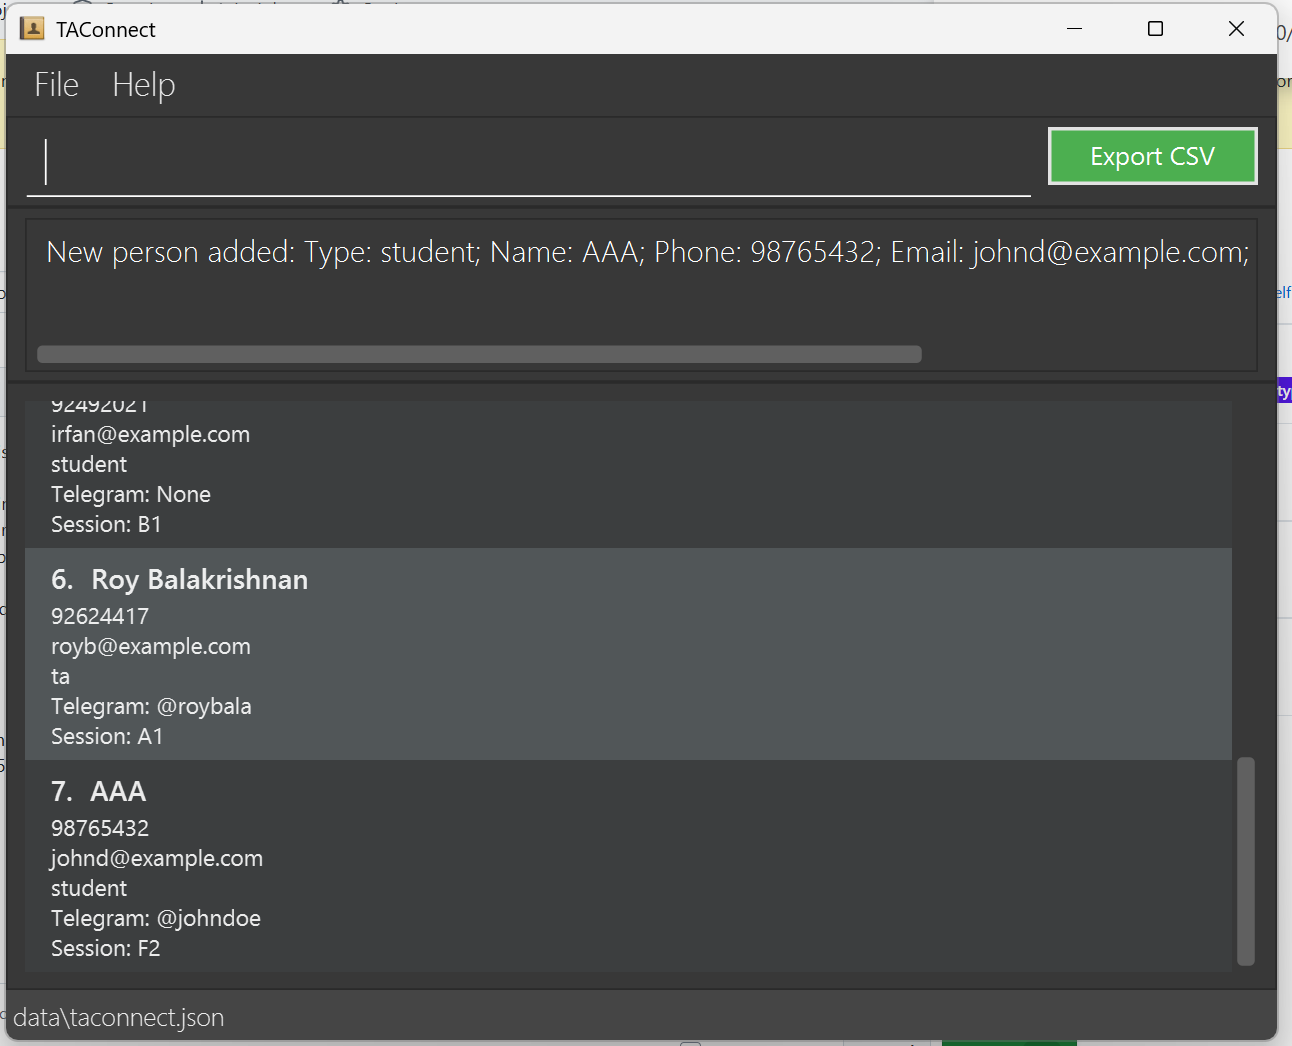 TAConnect
File Help
Export CSV
New person added: Type: student; Name: AAA; Phone: 98765432; Email: johnd@example.com;
92492021
irfan@example.com
student
Telegram: None
Session: B1
6. Roy Balakrishnan
92624417
royb@example.com
ta
Telegram: @roybala
Session: A1
7. AAA
98765432
johnd@example.com
student
Telegram: @johndoe
Session: F2
data\taconnect.json